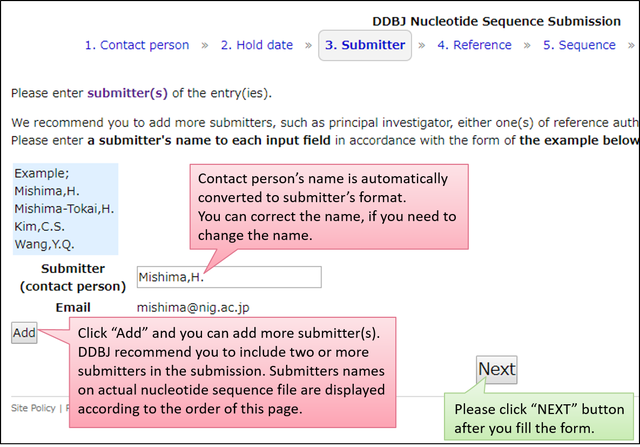 DDBJ Nucleotide Sequence Submission
1. Contact person » 2. Hold date » 3. Submitter » 4. Reference » 5. Sequence »
Please enter submitter(s) of the entry(ies).
We recommend you to add more submitters, such as principal investigator, either one(s) of reference auth
Please enter a submitter's name to each input field in accordance with the form of the example below
Example;
Mishima,H.
Mishima-Tokai,H.
Kim,C.S.
Wang,Y.Q.
Contact person's name is automatically
converted to submitter's format.
You can correct the name, if you need to
change the name.
Submitter
(contact person)
Mishima,H.
Email mishima@nig.ac.jp
Add
Click “Add” and you can add more submitter(s).
DDBJ recommend you to include two or more
submitters in the submission. Submitters names
on actual nucleotide sequence file are displayed
according to the order of this page.
Next
Site Policy |
Please click “NEXT” button
after you fill the form.